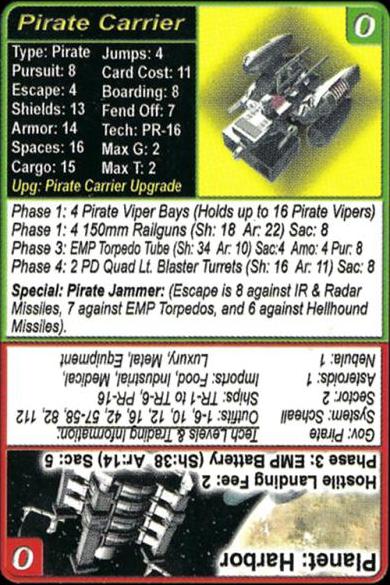 Pirate Carrier
0
Type: Pirate Jumps: 4
Pursuit: 8 Card Cost: 11
Escape: 4 Boarding: 8
Shields: 13 Fend Off: 7
Armor: 14 Tech: PR-16
Spaces: 16 Max G: 2
Cargo: 15 Max T: 2
Upg: Pirate Carrier Upgrade
Phase 1: 4 Pirate Viper Bays (Holds up to 16 Pirate Vipers)
Phase 1: 4 150mm Railguns (Sh: 18 Ar: 22) Sac: 8
Phase 3: EMP Torpedo Tube (Sh: 34 Ar: 10) Sac:4 Amo: 4 Pur: 8
Phase 4: 2 PD Quad Lt. Blaster Turrets (Sh: 16 Ar: 11) Sac: 8
Special: Pirate Jammer: (Escape is 8 against IR & Radar
Missiles, 7 against EMP Torpedos, and 6 against Hellhound
Missiles).
Planet: Harbor
0
Hostile Landing Fee: 2
Phase 3: EMP Battery (Sh:38 Ar:14) Sac: 5
Gov: Pirate Tech Levels & Trading Information:
System: Scheall Outfits: 1-6, 10, 12, 16, 42, 57-58, 82, 112
Sector: 2 Ships: TR-1 to TR-6, PR-16
Asteroids: 1 Imports: Food, Industrial, Medical,
Nebula: 1 Luxury, Metal, Equipment